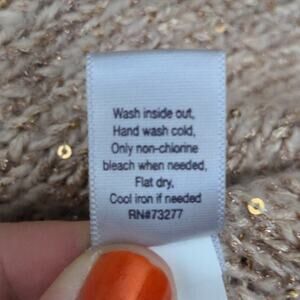 Wash inside out,
Hand wash cold,
Only non-chlorine
bleach when needed,
Flat dry,
Cool iron if needed
RN#73277